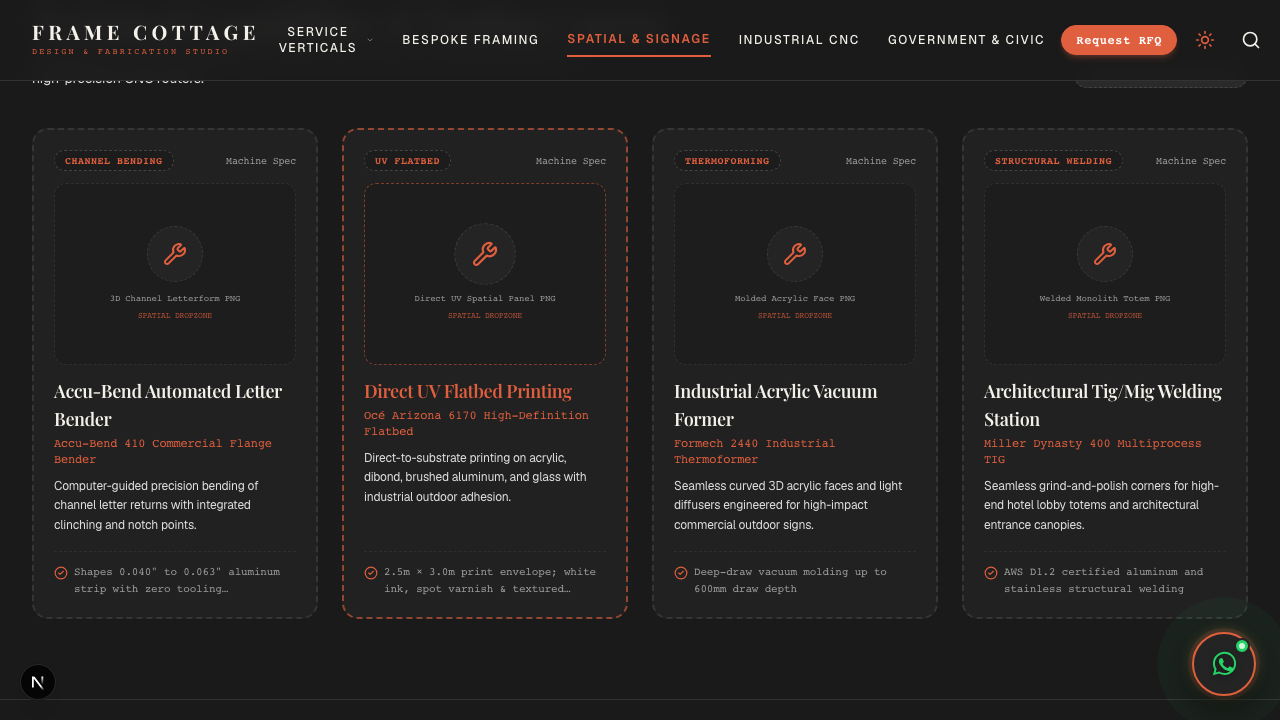 FRAME COTTAGE
DESIGN & FABRICATION STUDIO
SERVICE
VERTICALS
BESPOKE FRAMING
SPATIAL & SIGNAGE
INDUSTRIAL CNC
GOVERNMENT & CIVIC
Request RFQ
high-precision CNC routers.
CHANNEL BENDING
Machine Spec
3D Channel Letterform PNG
SPATIAL DROPZONE
Accu-Bend Automated Letter
Bender
Accu-Bend 410 Commercial Flange
Bender
Computer-guided precision bending of
channel letter returns with integrated
clinching and notch points.
Shapes 0.040" to 0.063" aluminum
strip with zero tooling…
UV FLATBED
Machine Spec
Direct UV Spatial Panel PNG
SPATIAL DROPZONE
Direct UV Flatbed Printing
Océ Arizona 6170 High-Definition
Flatbed
Direct-to-substrate printing on acrylic,
dibond, brushed aluminum, and glass with
industrial outdoor adhesion.
2.5m × 3.0m print envelope; white
ink, spot varnish & textured…
THERMOFORMING
Machine Spec
Molded Acrylic Face PNG
SPATIAL DROPZONE
Industrial Acrylic Vacuum
Former
Formech 2440 Industrial
Thermoformer
Seamless curved 3D acrylic faces and light
diffusers engineered for high-impact
commercial outdoor signs.
Deep-draw vacuum molding up to
600mm draw depth
STRUCTURAL WELDING
Machine Spec
Welded Monolith Totem PNG
SPATIAL DROPZONE
Architectural Tig/Mig Welding
Station
Miller Dynasty 400 Multiprocess
TIG
Seamless grind-and-polish corners for high-
end hotel lobby totems and architectural
entrance canopies.
AWS D1.2 certified aluminum and
stainless structural welding
N